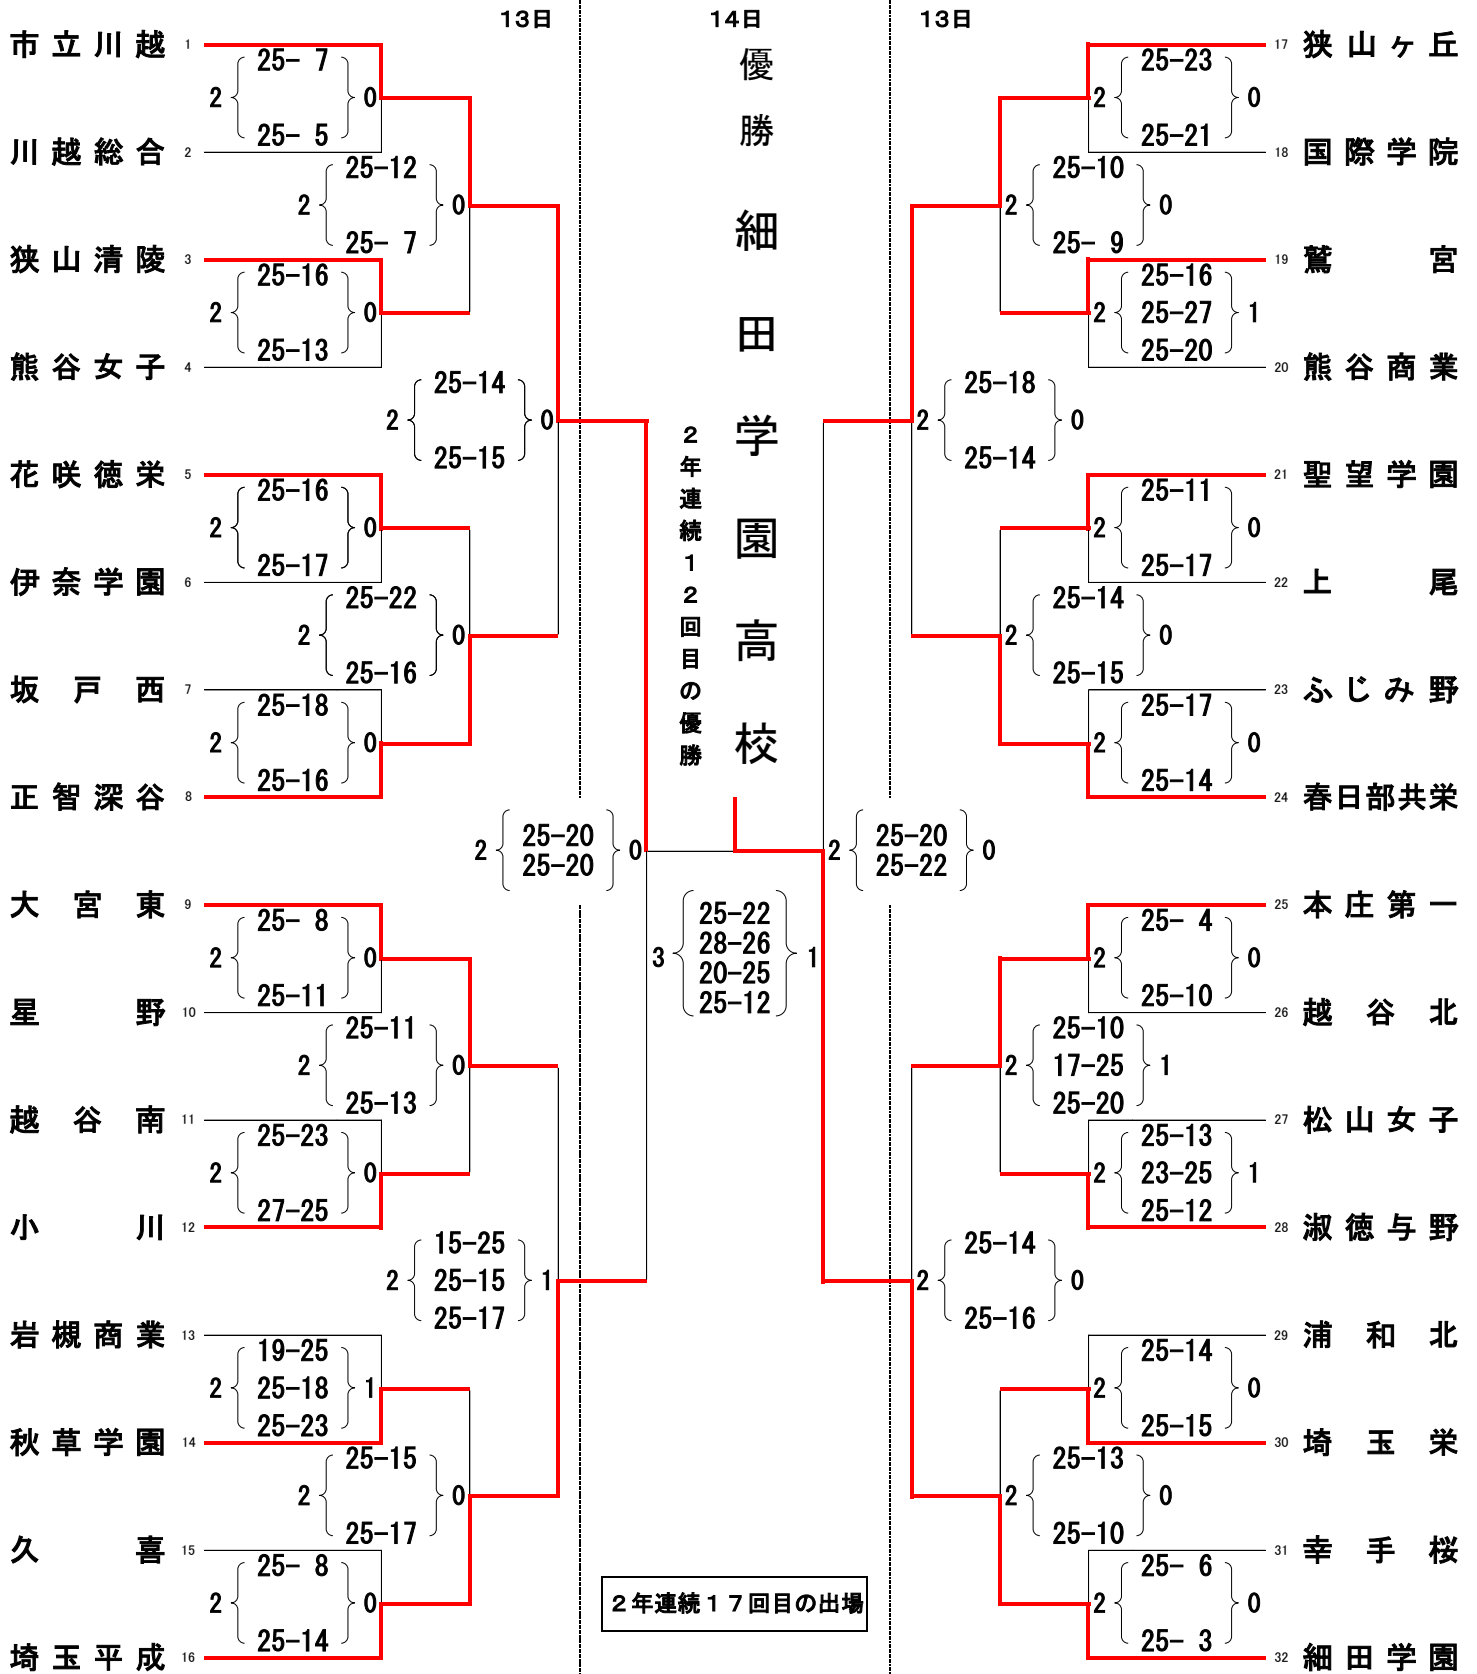 13日
14日
13日
優勝
細田学園高校
2年連続12回目の優勝
市立川越 1
25- 7
2 0
25- 5
川越総合 2
25-12
2 0
25- 7
狭山清陵 3
25-16
2 0
25-13
熊谷女子 4
25-14
2 0
25-15
花咲徳栄 5
25-16
2 0
25-17
伊奈学園 6
25-22
2 0
25-16
坂戸西 7
25-18
2 0
25-16
正智深谷 8
25-20
2 0
25-20
大宮東 9
25- 8
2 0
25-11
星野 10
25-11
2 0
25-13
越谷南 11
25-23
2 0
27-25
小川 12
15-25
2 25-15 1
25-17
岩槻商業 13
19-25
2 25-18 1
25-23
秋草学園 14
25-15
2 0
25-17
久喜 15
25- 8
2 0
25-14
埼玉平成 16
25-22
28-26
3 1
20-25
25-12
2年連続17回目の出場
17 狭山ヶ丘
25-23
2 0
25-21
18 国際学院
25-10
2 0
25- 9
19 鷲宮
25-16
2 25-27 1
25-20
20 熊谷商業
25-18
2 0
25-14
21 聖望学園
25-11
2 0
25-17
22 上尾
25-14
2 0
25-15
23 ふじみ野
25-17
2 0
25-14
24 春日部共栄
25-20
2 0
25-22
25 本庄第一
25- 4
2 0
25-10
26 越谷北
25-10
2 17-25 1
25-20
27 松山女子
25-13
2 23-25 1
25-12
28 淑徳与野
25-14
2 0
25-16
29 浦和北
25-14
2 0
25-15
30 埼玉栄
25-13
2 0
25-10
31 幸手桜
25- 6
2 0
25- 3
32 細田学園